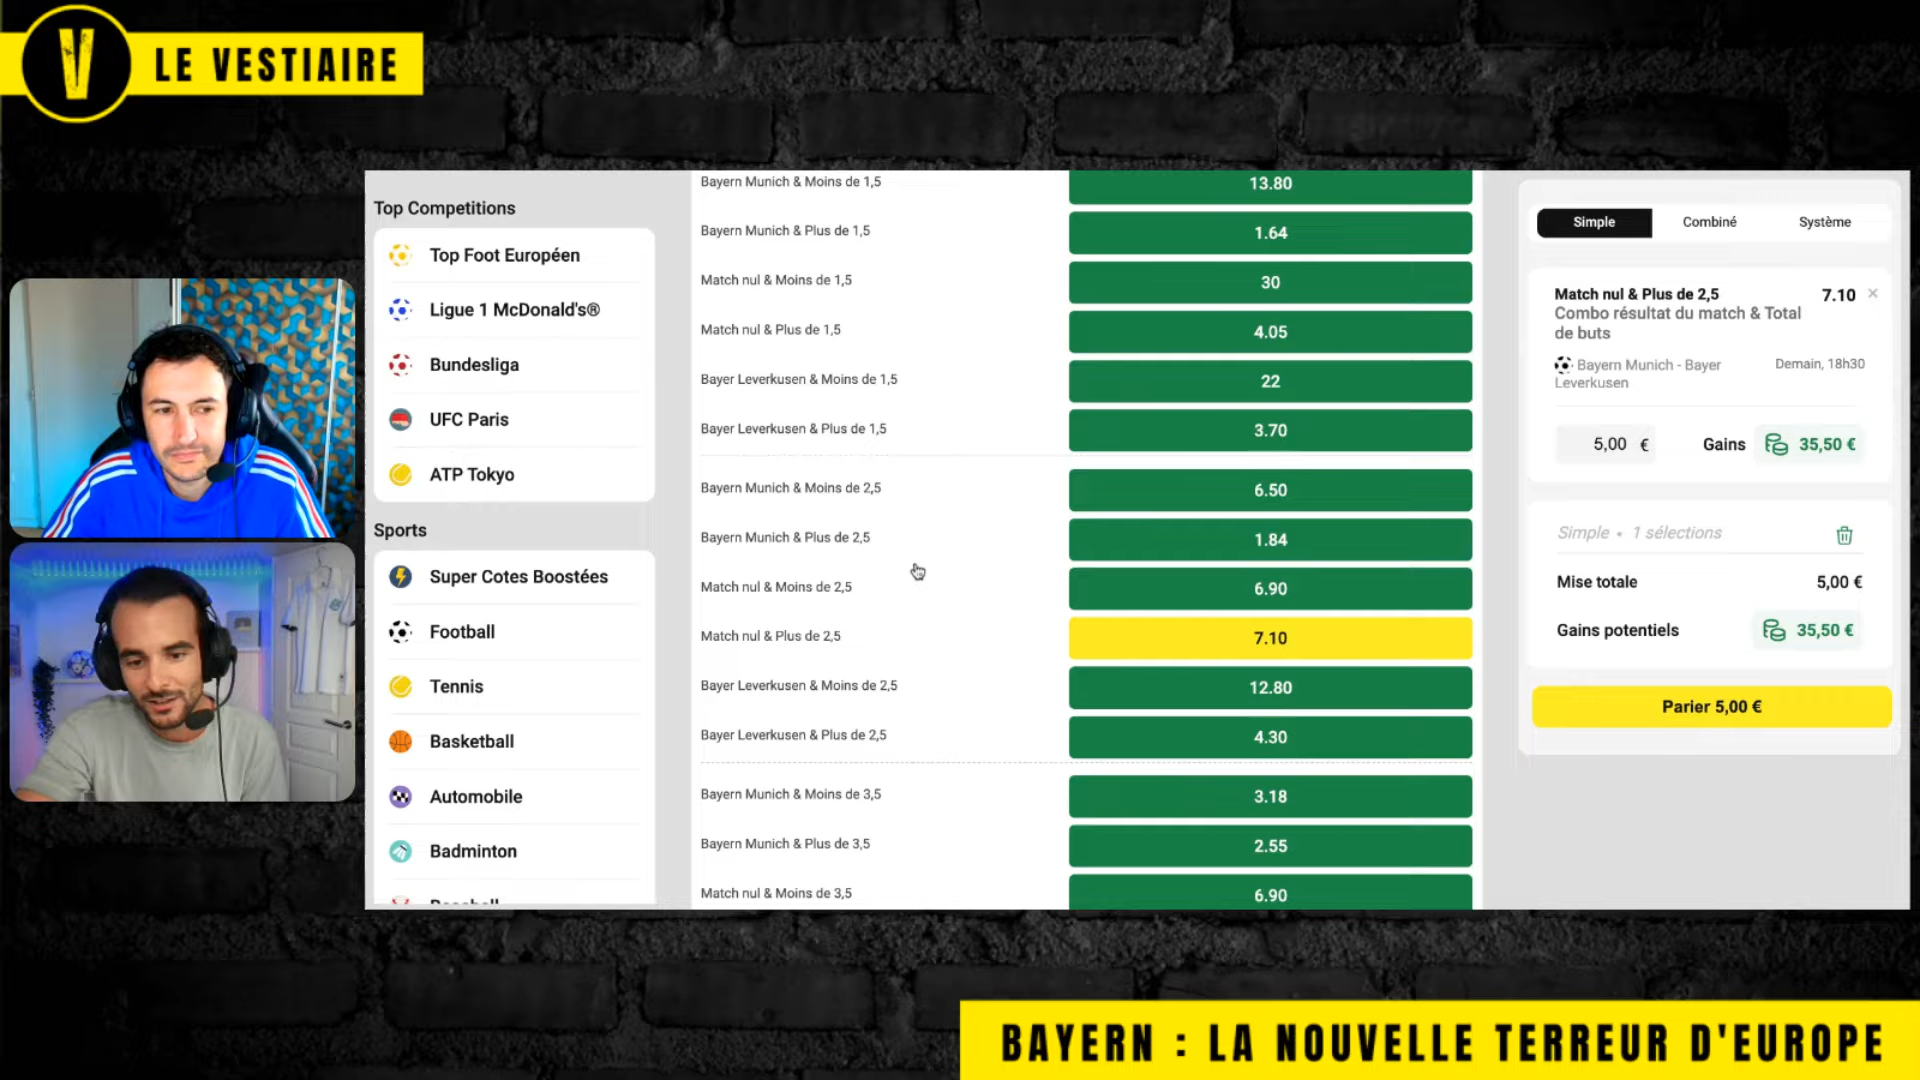 V
LE VESTIAIRE
Top Competitions
Top Foot Européen
Ligue 1 McDonald's®
Bundesliga
UFC Paris
ATP Tokyo
Sports
Super Cotes Boostées
Football
Tennis
Basketball
Automobile
Badminton
Baseball
Bayern Munich & Moins de 1,5
13.80
Bayern Munich & Plus de 1,5
1.64
Match nul & Moins de 1,5
30
Match nul & Plus de 1,5
4.05
Bayer Leverkusen & Moins de 1,5
22
Bayer Leverkusen & Plus de 1,5
3.70
Bayern Munich & Moins de 2,5
6.50
Bayern Munich & Plus de 2,5
1.84
Match nul & Moins de 2,5
6.90
Match nul & Plus de 2,5
7.10
Bayer Leverkusen & Moins de 2,5
12.80
Bayer Leverkusen & Plus de 2,5
4.30
Bayern Munich & Moins de 3,5
3.18
Bayern Munich & Plus de 3,5
2.55
Match nul & Moins de 3,5
6.90
Simple Combiné Système
Match nul & Plus de 2,5 7.10
Combo résultat du match & Total
de buts
Bayern Munich - Bayer Demain, 18h30
Leverkusen
5,00 € Gains 35,50 €
Simple • 1 sélections
Mise totale 5,00 €
Gains potentiels 35,50 €
Parier 5,00 €
BAYERN : LA NOUVELLE TERREUR D'EUROPE